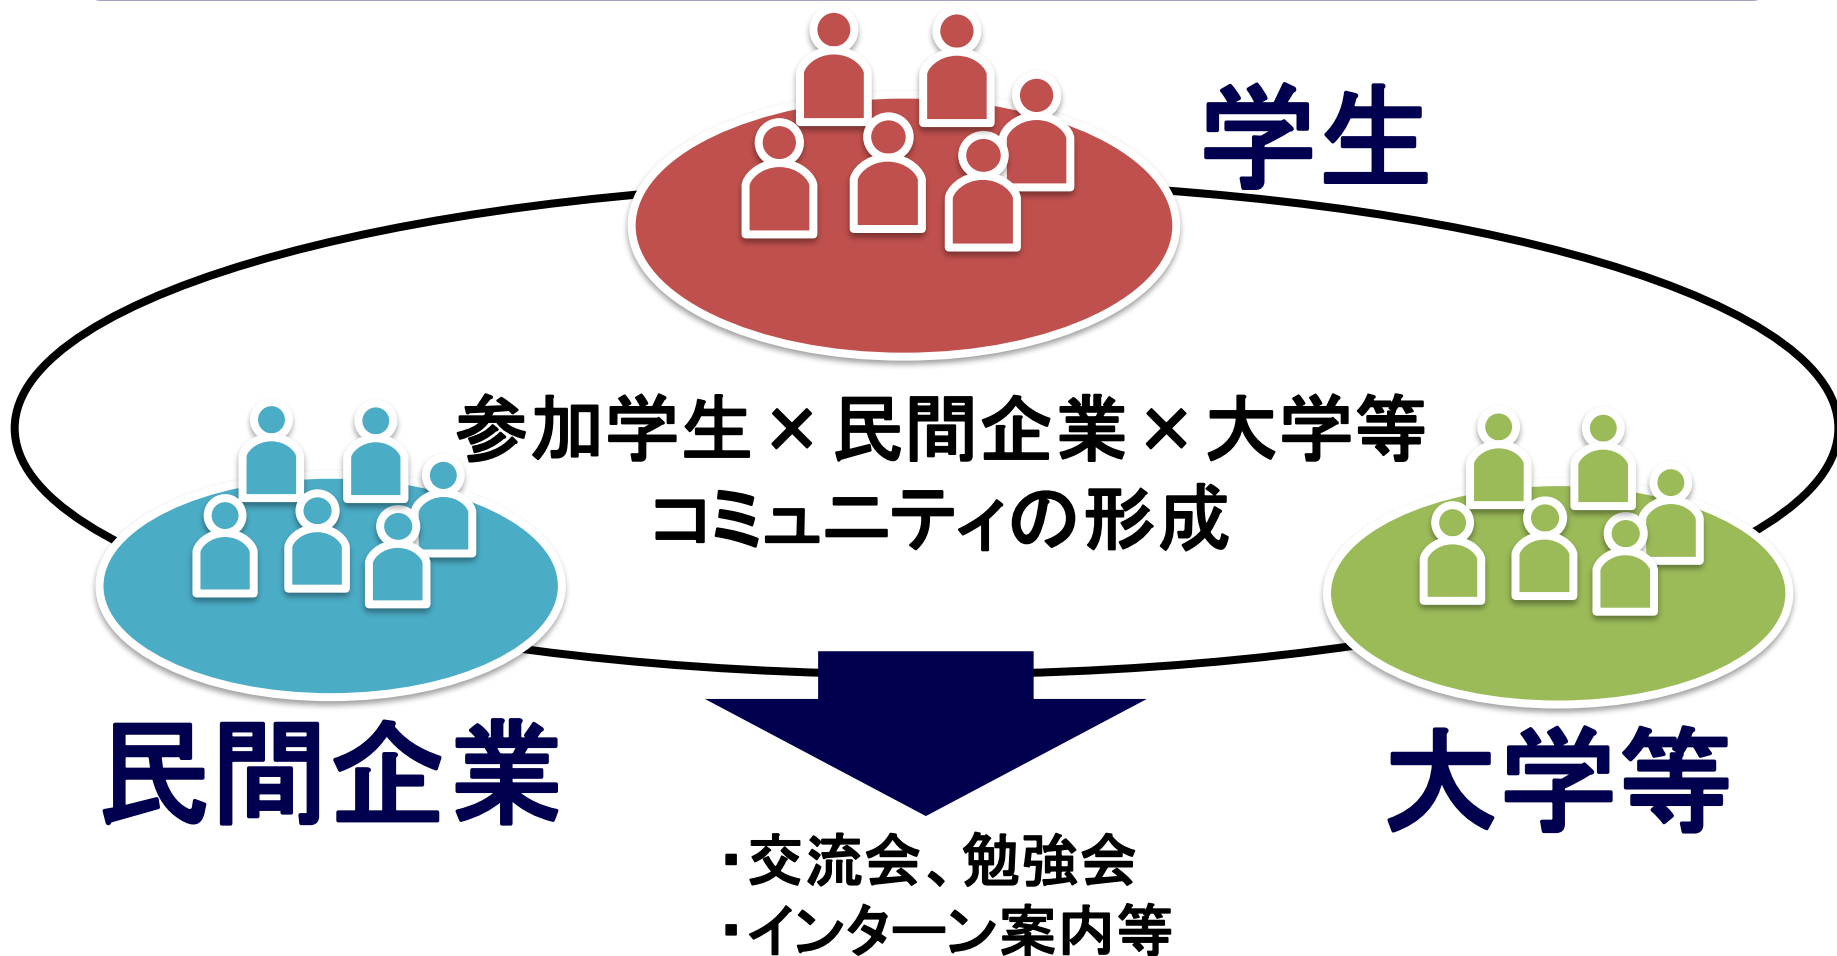 学生
参加学生×民間企業×大学等
コミュニティの形成
民間企業
大学等
・交流会、勉強会
・インターン案内等